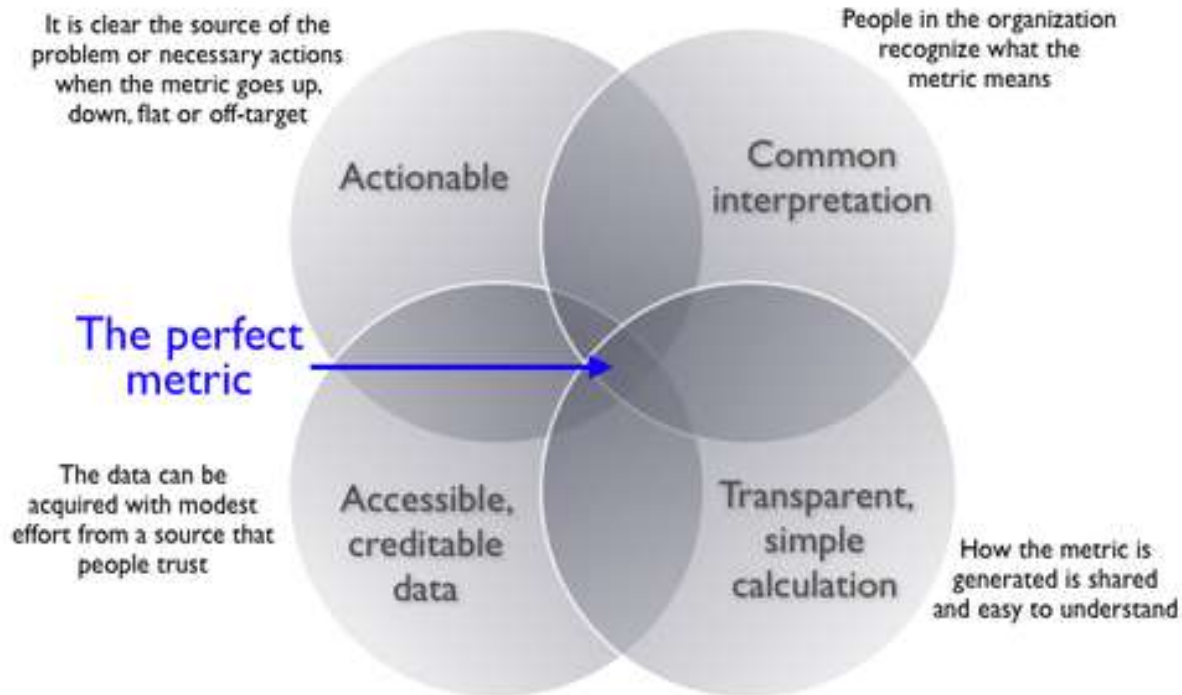 It is clear the source of the
problem or necessary actions
when the metric goes up,
down, flat or off-target
People in the organization
recognize what the
metric means
Actionable
Common
interpretation
The perfect
metric
The data can be
acquired with modest
effort from a source that
people trust
Accessible,
creditable
data
Transparent,
simple
calculation
How the metric is
generated is shared
and easy to understand